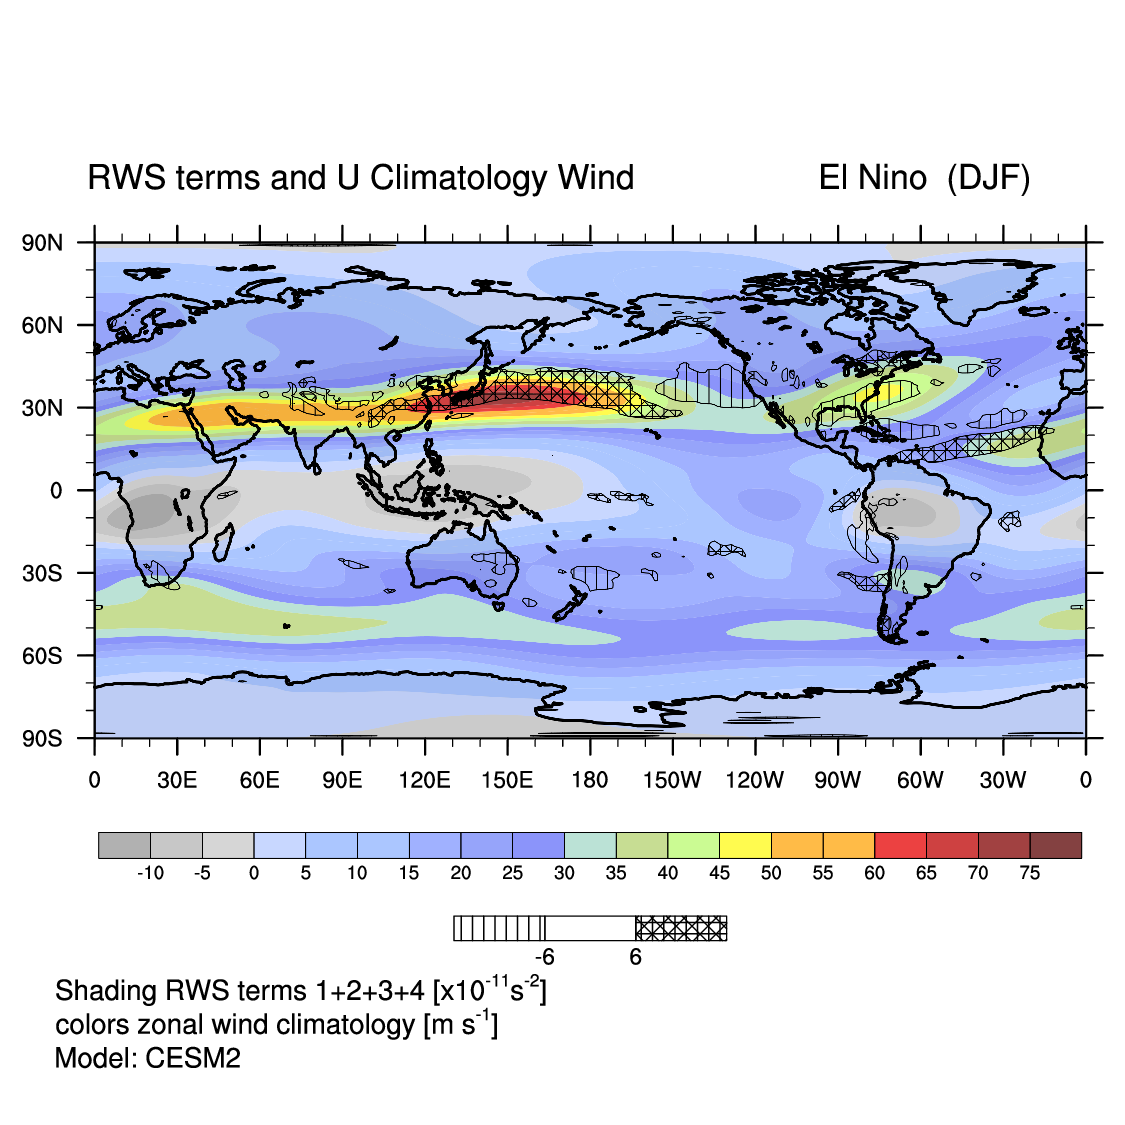 RWS terms and U Climatology Wind El Nino (DJF)
90N
60N
30N
0
30S
60S
90S
0 30E 60E 90E 120E 150E 180 150W 120W 90W 60W 30W 0
-10 -5 0 5 10 15 20 25 30 35 40 45 50 55 60 65 70 75
-6 6
Shading RWS terms 1+2+3+4 [x10-11s-2]
colors zonal wind climatology [m s-1]
Model: CESM2